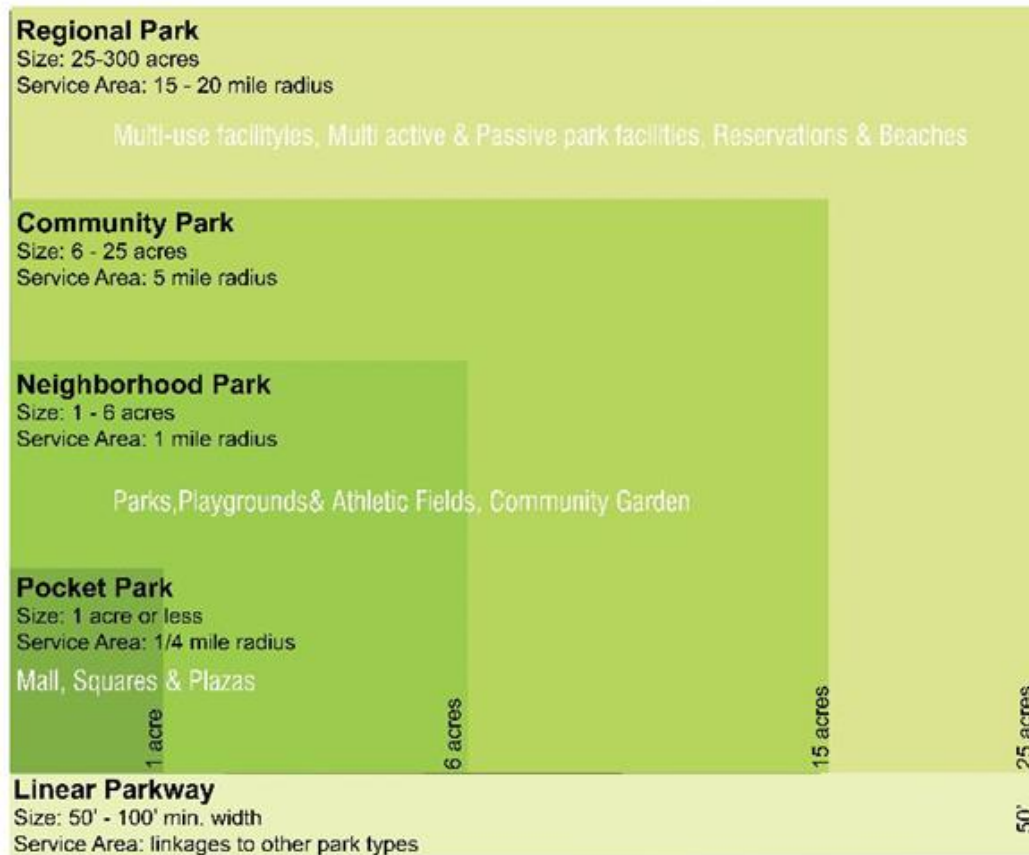 Regional Park
Size: 25-300 acres
Service Area: 15 - 20 mile radius
Multi-use facilityles, Multi active & Passive park facilities, Reservations & Beaches
Community Park
Size: 6 - 25 acres
Service Area: 5 mile radius
Neighborhood Park
Size: 1 - 6 acres
Service Area: 1 mile radius
Parks,Playgrounds& Athletic Fields, Community Garden
Pocket Park
Size: 1 acre or less
Service Area: 1/4 mile radius
Mall, Squares & Plazas
1 acre
6 acres
15 acres
25 acres
Linear Parkway
Size: 50' - 100' min. width
Service Area: linkages to other park types
50'